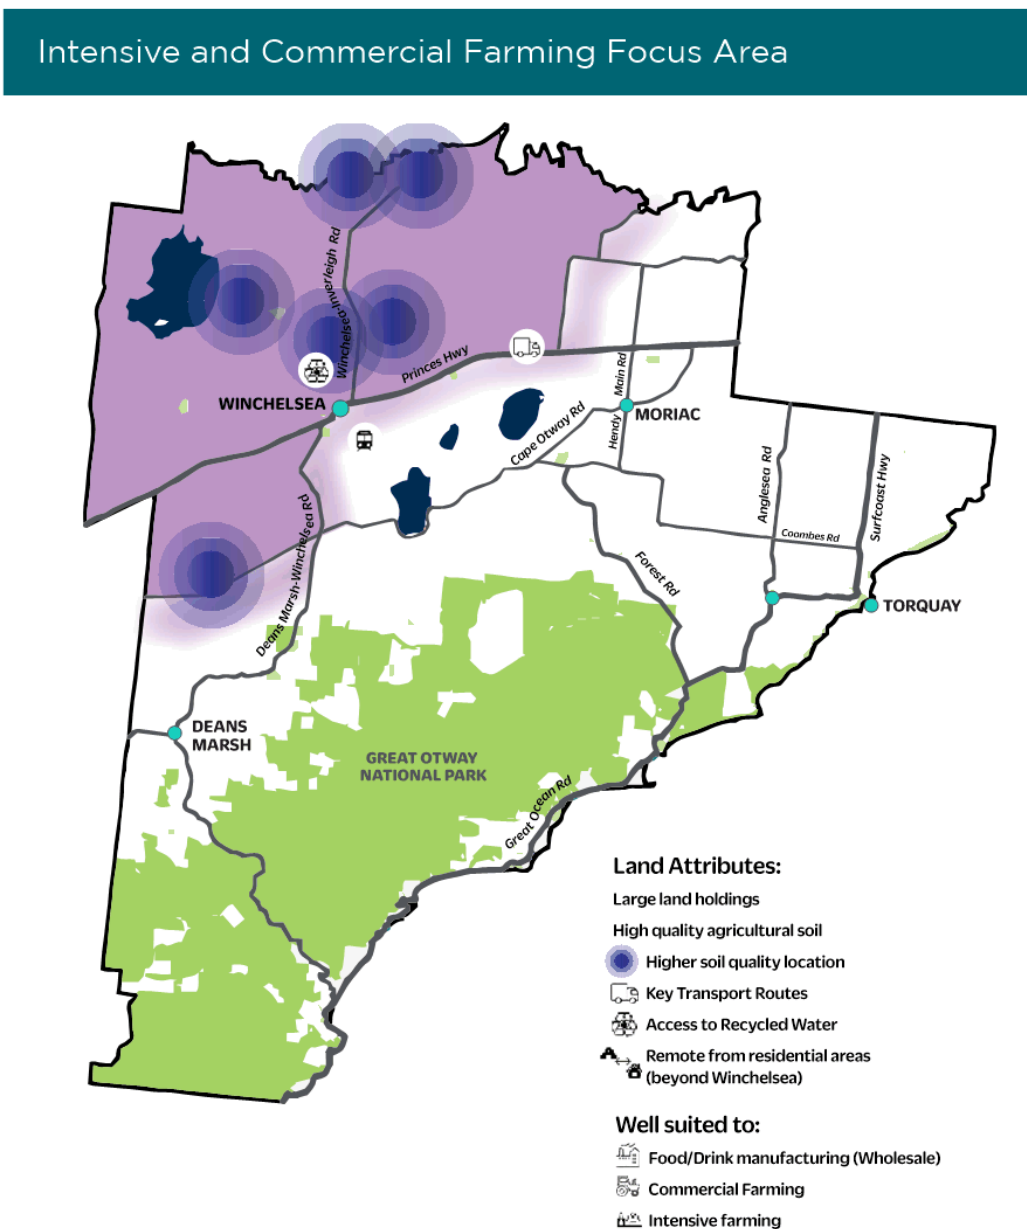 Intensive and Commercial Farming Focus Area
Winchelsea-Inverleigh Rd
Princes Hwy
WINCHELSEA
Main Rd
MORIAC
Hendy
Cape Otway Rd
Anglesea Rd
Surfcoast Hwy
Coombes Rd
Deans Marsh-Winchelsea Rd
Forest Rd
TORQUAY
DEANS
MARSH
GREAT OTWAY
NATIONAL PARK
Great Ocean Rd
Land Attributes:
Large land holdings
High quality agricultural soil
Higher soil quality location
Key Transport Routes
Access to Recycled Water
Remote from residential areas
(beyond Winchelsea)
Well suited to:
Food/Drink manufacturing (Wholesale)
Commercial Farming
Intensive farming